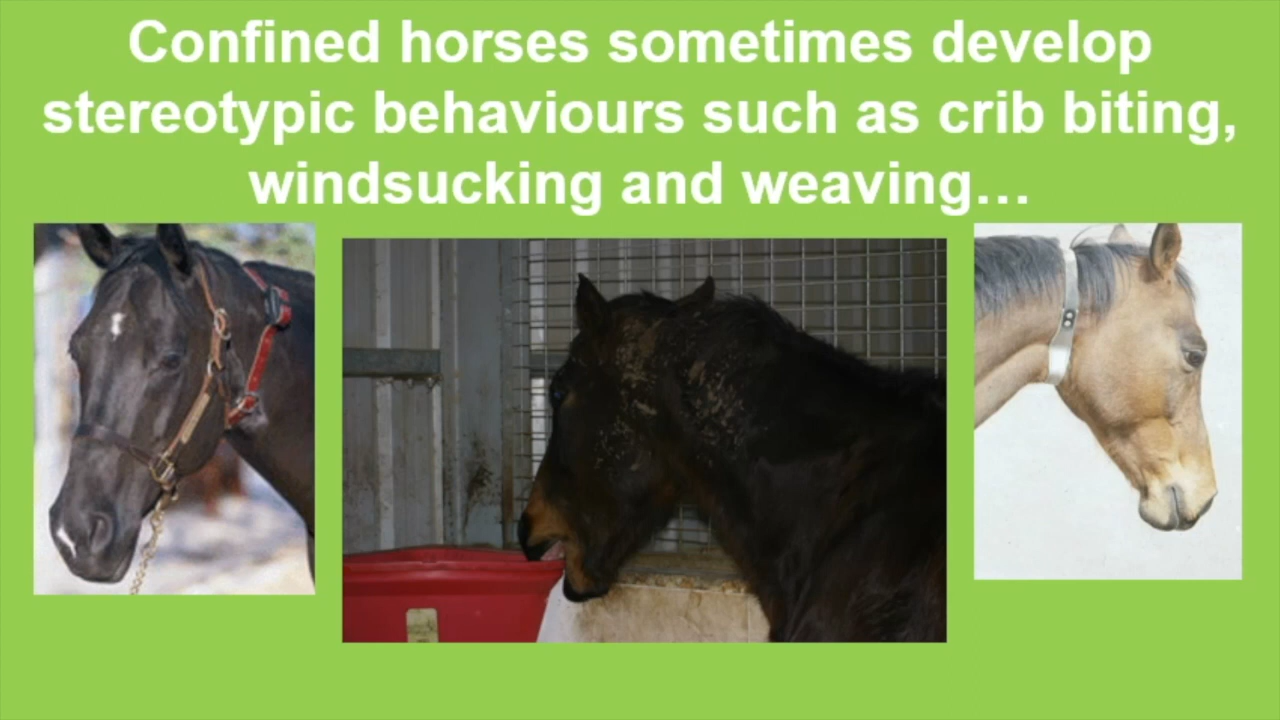 Confined horses sometimes develop
stereotypic behaviours such as crib biting,
windsucking and weaving…